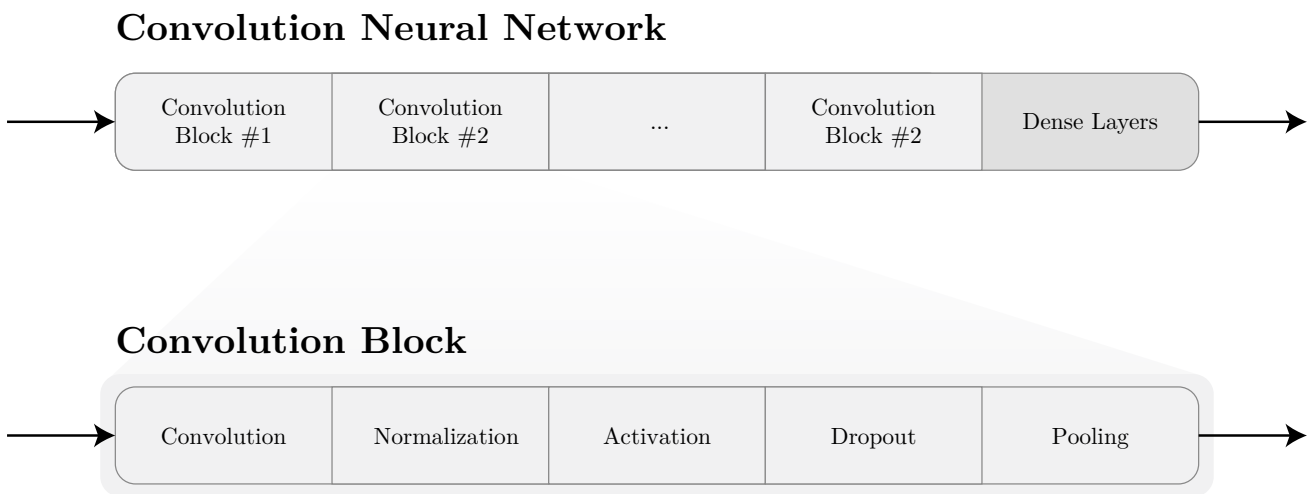 Convolution Neural Network
Convolution
Block #1
Convolution
Block #2
...
Convolution
Block #2
Dense Layers
Convolution Block
Convolution
Normalization
Activation
Dropout
Pooling